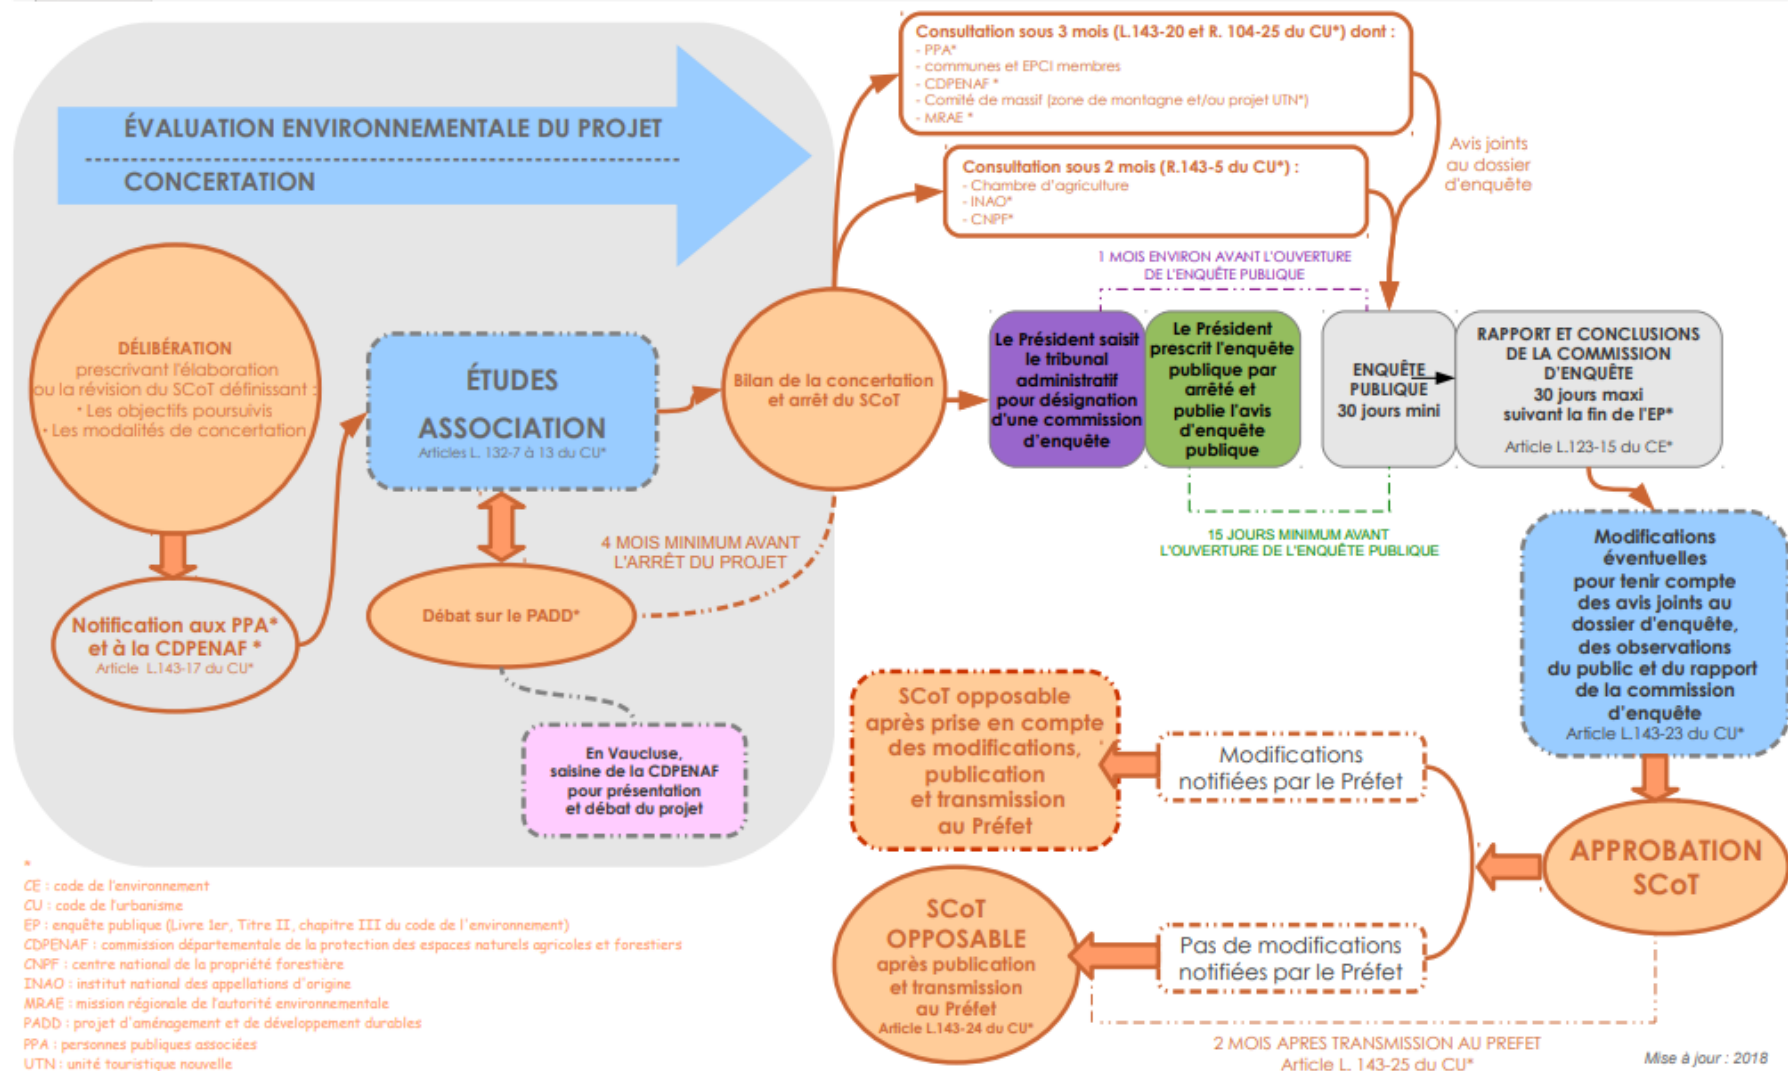 ÉVALUATION ENVIRONNEMENTALE DU PROJET
CONCERTATION
Consultation sous 3 mois (L.143-20 et R. 104-25 du CU*) dont :
- PPA*
- communes et EPCI membres
- CDPENAF *
- Comité de massif (zone de montagne et/ou projet UTN*)
- MRAE *
Consultation sous 2 mois (R.143-5 du CU*) :
- Chambre d'agriculture
- INAO*
- CNPF*
Avis joints
au dossier
d'enquête
1 MOIS ENVIRON AVANT L'OUVERTURE
DE L'ENQUÊTE PUBLIQUE
DÉLIBÉRATION
prescrivant l'élaboration
ou la révision du SCoT définissant :
• Les objectifs poursuivis
• Les modalités de concertation
Notification aux PPA*
et à la CDPENAF *
Article L.143-17 du CU*
ÉTUDES
ASSOCIATION
Articles L. 132-7 à 13 du CU*
Débat sur le PADD*
4 MOIS MINIMUM AVANT
L'ARRÊT DU PROJET
En Vaucluse,
saisine de la CDPENAF
pour présentation
et débat du projet
Bilan de la concertation
et arrêt du SCoT
Le Président saisit
le tribunal
administratif
pour désignation
d'une commission
d'enquête
Le Président
prescrit l'enquête
publique par
arrêté et
publie l'avis
d'enquête
publique
ENQUÊTE
PUBLIQUE
30 jours mini
RAPPORT ET CONCLUSIONS
DE LA COMMISSION
D'ENQUÊTE
30 jours maxi
suivant la fin de l'EP*
Article L.123-15 du CE*
15 JOURS MINIMUM AVANT
L'OUVERTURE DE L'ENQUÊTE PUBLIQUE
Modifications
éventuelles
pour tenir compte
des avis joints au
dossier d'enquête,
des observations
du public et du rapport
de la commission
d'enquête
Article L.143-23 du CU*
APPROBATION
SCoT
Modifications
notifiées par le Préfet
SCoT opposable
après prise en compte
des modifications,
publication
et transmission
au Préfet
Pas de modifications
notifiées par le Préfet
SCoT
OPPOSABLE
après publication
et transmission
au Préfet
Article L.143-24 du CU*
2 MOIS APRES TRANSMISSION AU PREFET
Article L. 143-25 du CU*
*
CE : code de l'environnement
CU : code de l'urbanisme
EP : enquête publique (Livre 1er, Titre II, chapitre III du code de l'environnement)
CDPENAF : commission départementale de la protection des espaces naturels agricoles et forestiers
CNPF : centre national de la propriété forestière
INAO : institut national des appellations d'origine
MRAE : mission régionale de l'autorité environnementale
PADD : projet d'aménagement et de développement durables
PPA : personnes publiques associées
UTN : unité touristique nouvelle
Mise à jour : 2018